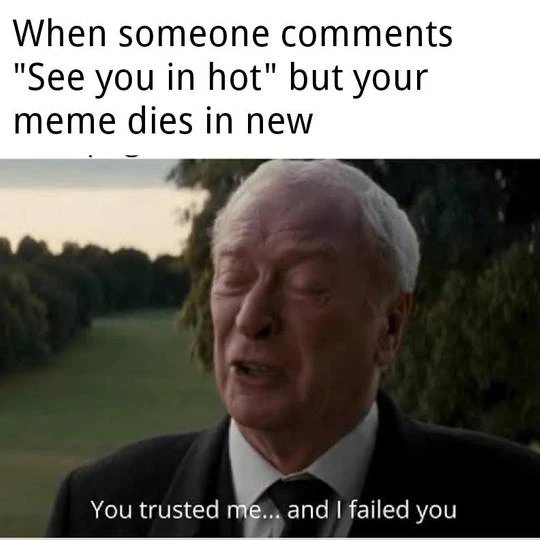 When someone comments
"See you in hot" but your
meme dies in new
You trusted me... and I failed you